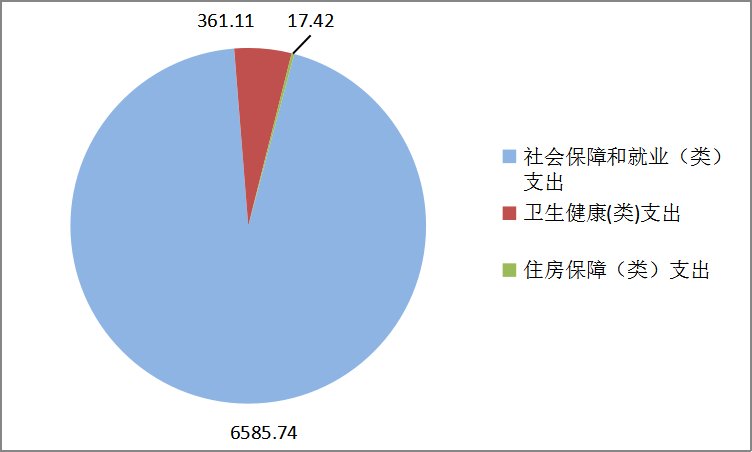 361.11
17.42
社会保障和就业（类）
支出
卫生健康(类)支出
住房保障（类）支出
6585.74